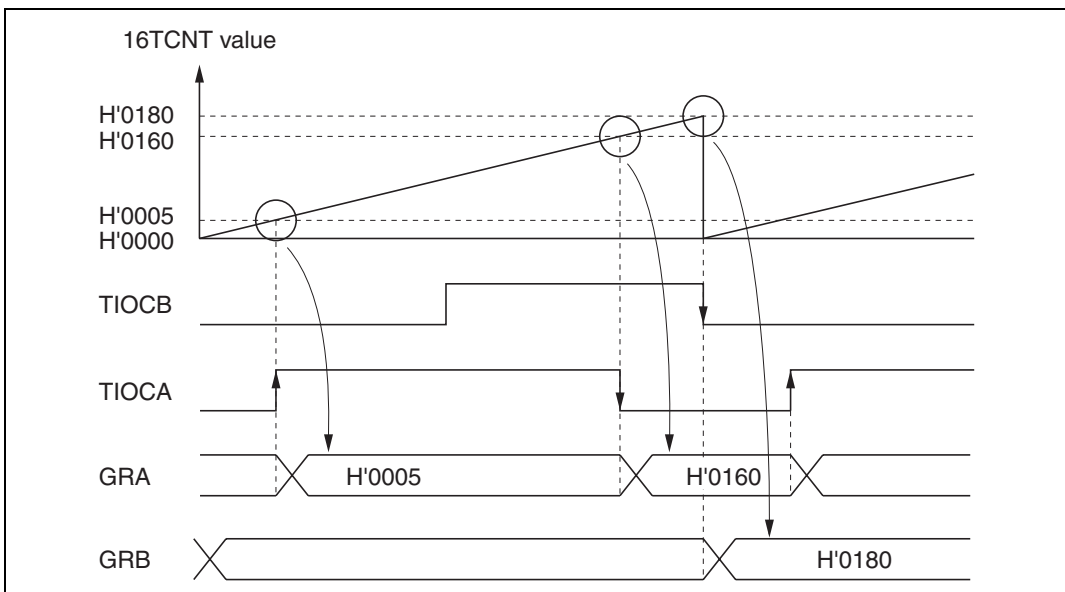 16TCNT value
H'0180
H'0160
H'0005
H'0000
TIOCB
TIOCA
GRA H'0005 H'0160
GRB H'0180